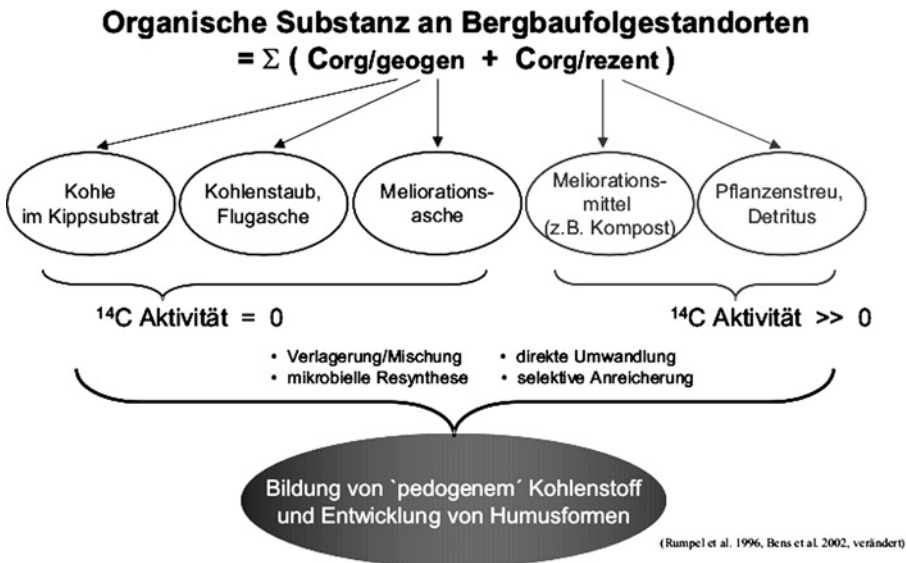 Organische Substanz an Bergbaufolgestandorten
= Σ ( Corg/geogen + Corg/rezent )
Kohle
im Kippsubstrat
Kohlenstaub,
Flugasche
Meliorations-
asche
Meliorations-
mittel
(z.B. Kompost)
Pflanzenstreu,
Detritus
¹⁴C Aktivität = 0
¹⁴C Aktivität >> 0
• Verlagerung/Mischung • direkte Umwandlung
• mikrobielle Resynthese • selektive Anreicherung
Bildung von `pedogenem´ Kohlenstoff
und Entwicklung von Humusformen
(Rumpel et al. 1996, Bens et al. 2002, verändert)